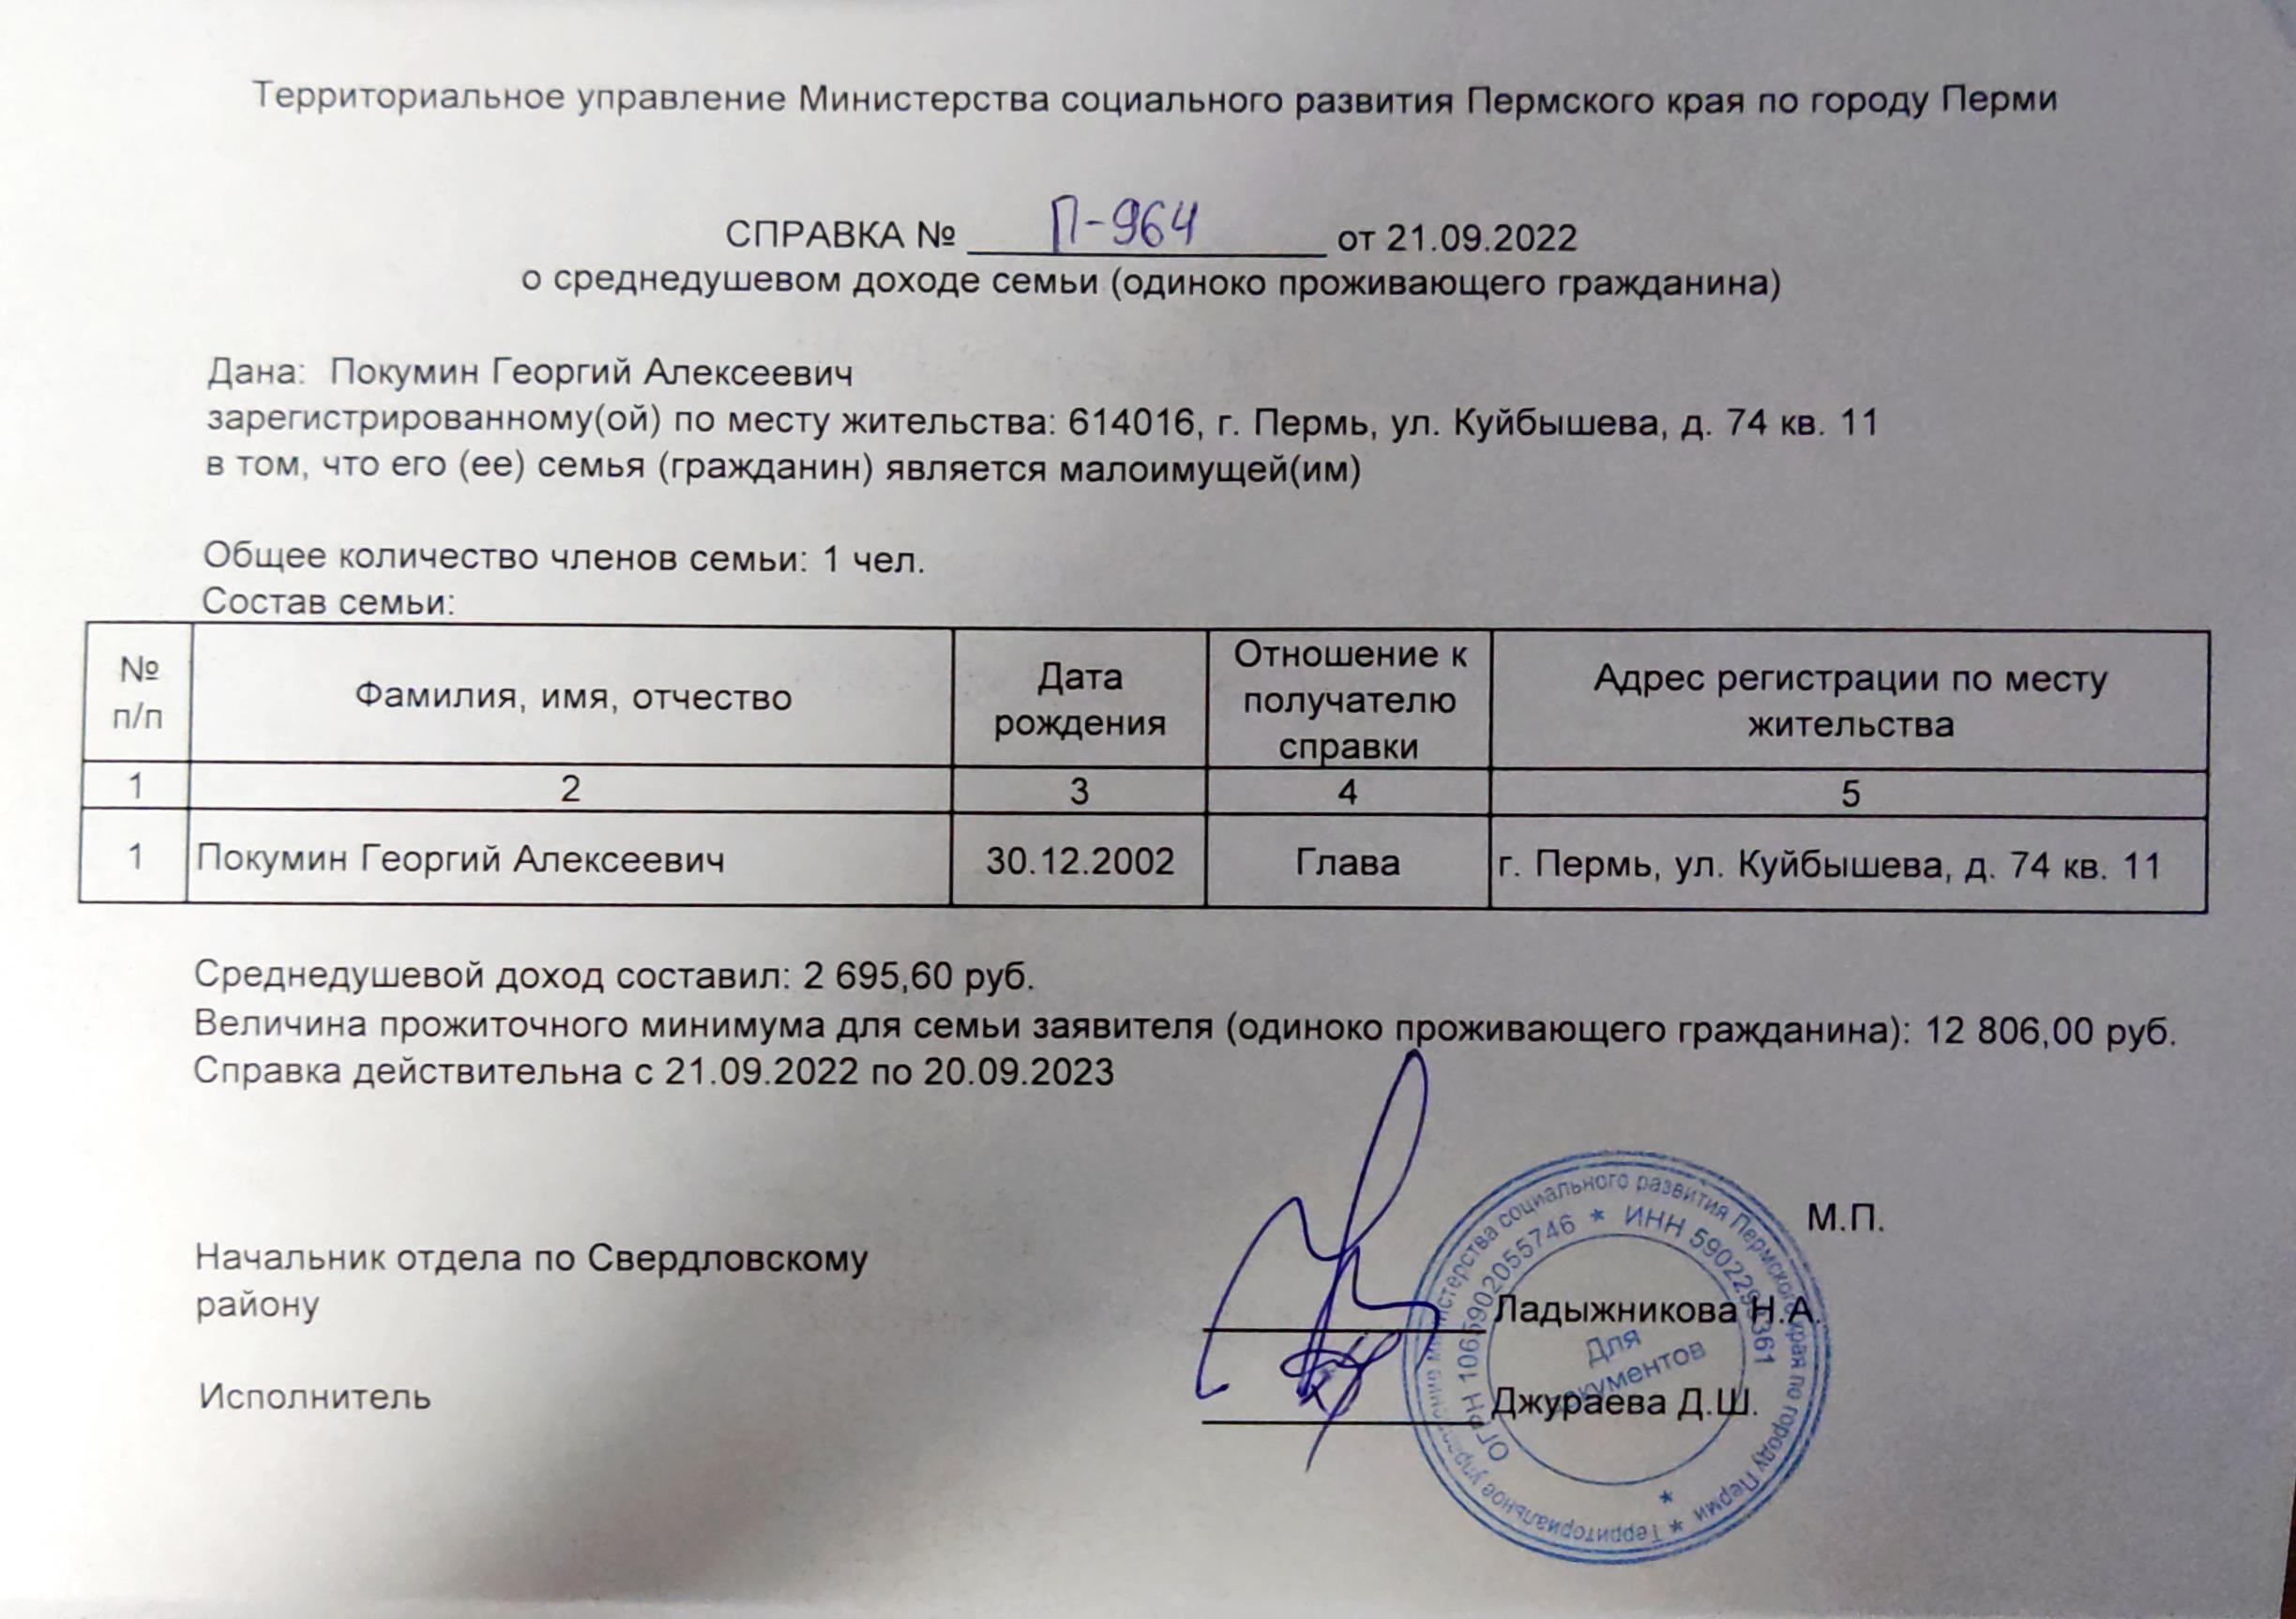 Территориальное управление Министерства социального развития Пермского края по городу Перми
СПРАВКА № П-964 от 21.09.2022
о среднедушевом доходе семьи (одиноко проживающего гражданина)
Дана: Покумин Георгий Алексеевич
зарегистрированному(ой) по месту жительства: 614016, г. Пермь, ул. Куйбышева, д. 74 кв. 11
в том, что его (ее) семья (гражданин) является малоимущей(им)
Общее количество членов семьи: 1 чел.
Состав семьи:
№ п/п
Фамилия, имя, отчество
Дата рождения
Отношение к получателю справки
Адрес регистрации по месту жительства
1 2 3 4 5
1 Покумин Георгий Алексеевич 30.12.2002 Глава г. Пермь, ул. Куйбышева, д. 74 кв. 11
Среднедушевой доход составил: 2 695,60 руб.
Величина прожиточного минимума для семьи заявителя (одиноко проживающего гражданина): 12 806,00 руб.
Справка действительна с 21.09.2022 по 20.09.2023
М.П.
Начальник отдела по Свердловскому
району
Ладыжникова Н.А.
Исполнитель
Джураева Д.Ш.
Территориальное управление Министерства социального развития Пермского края по городу Перми
ОГРН 1065902055746 * ИНН
Для
документов